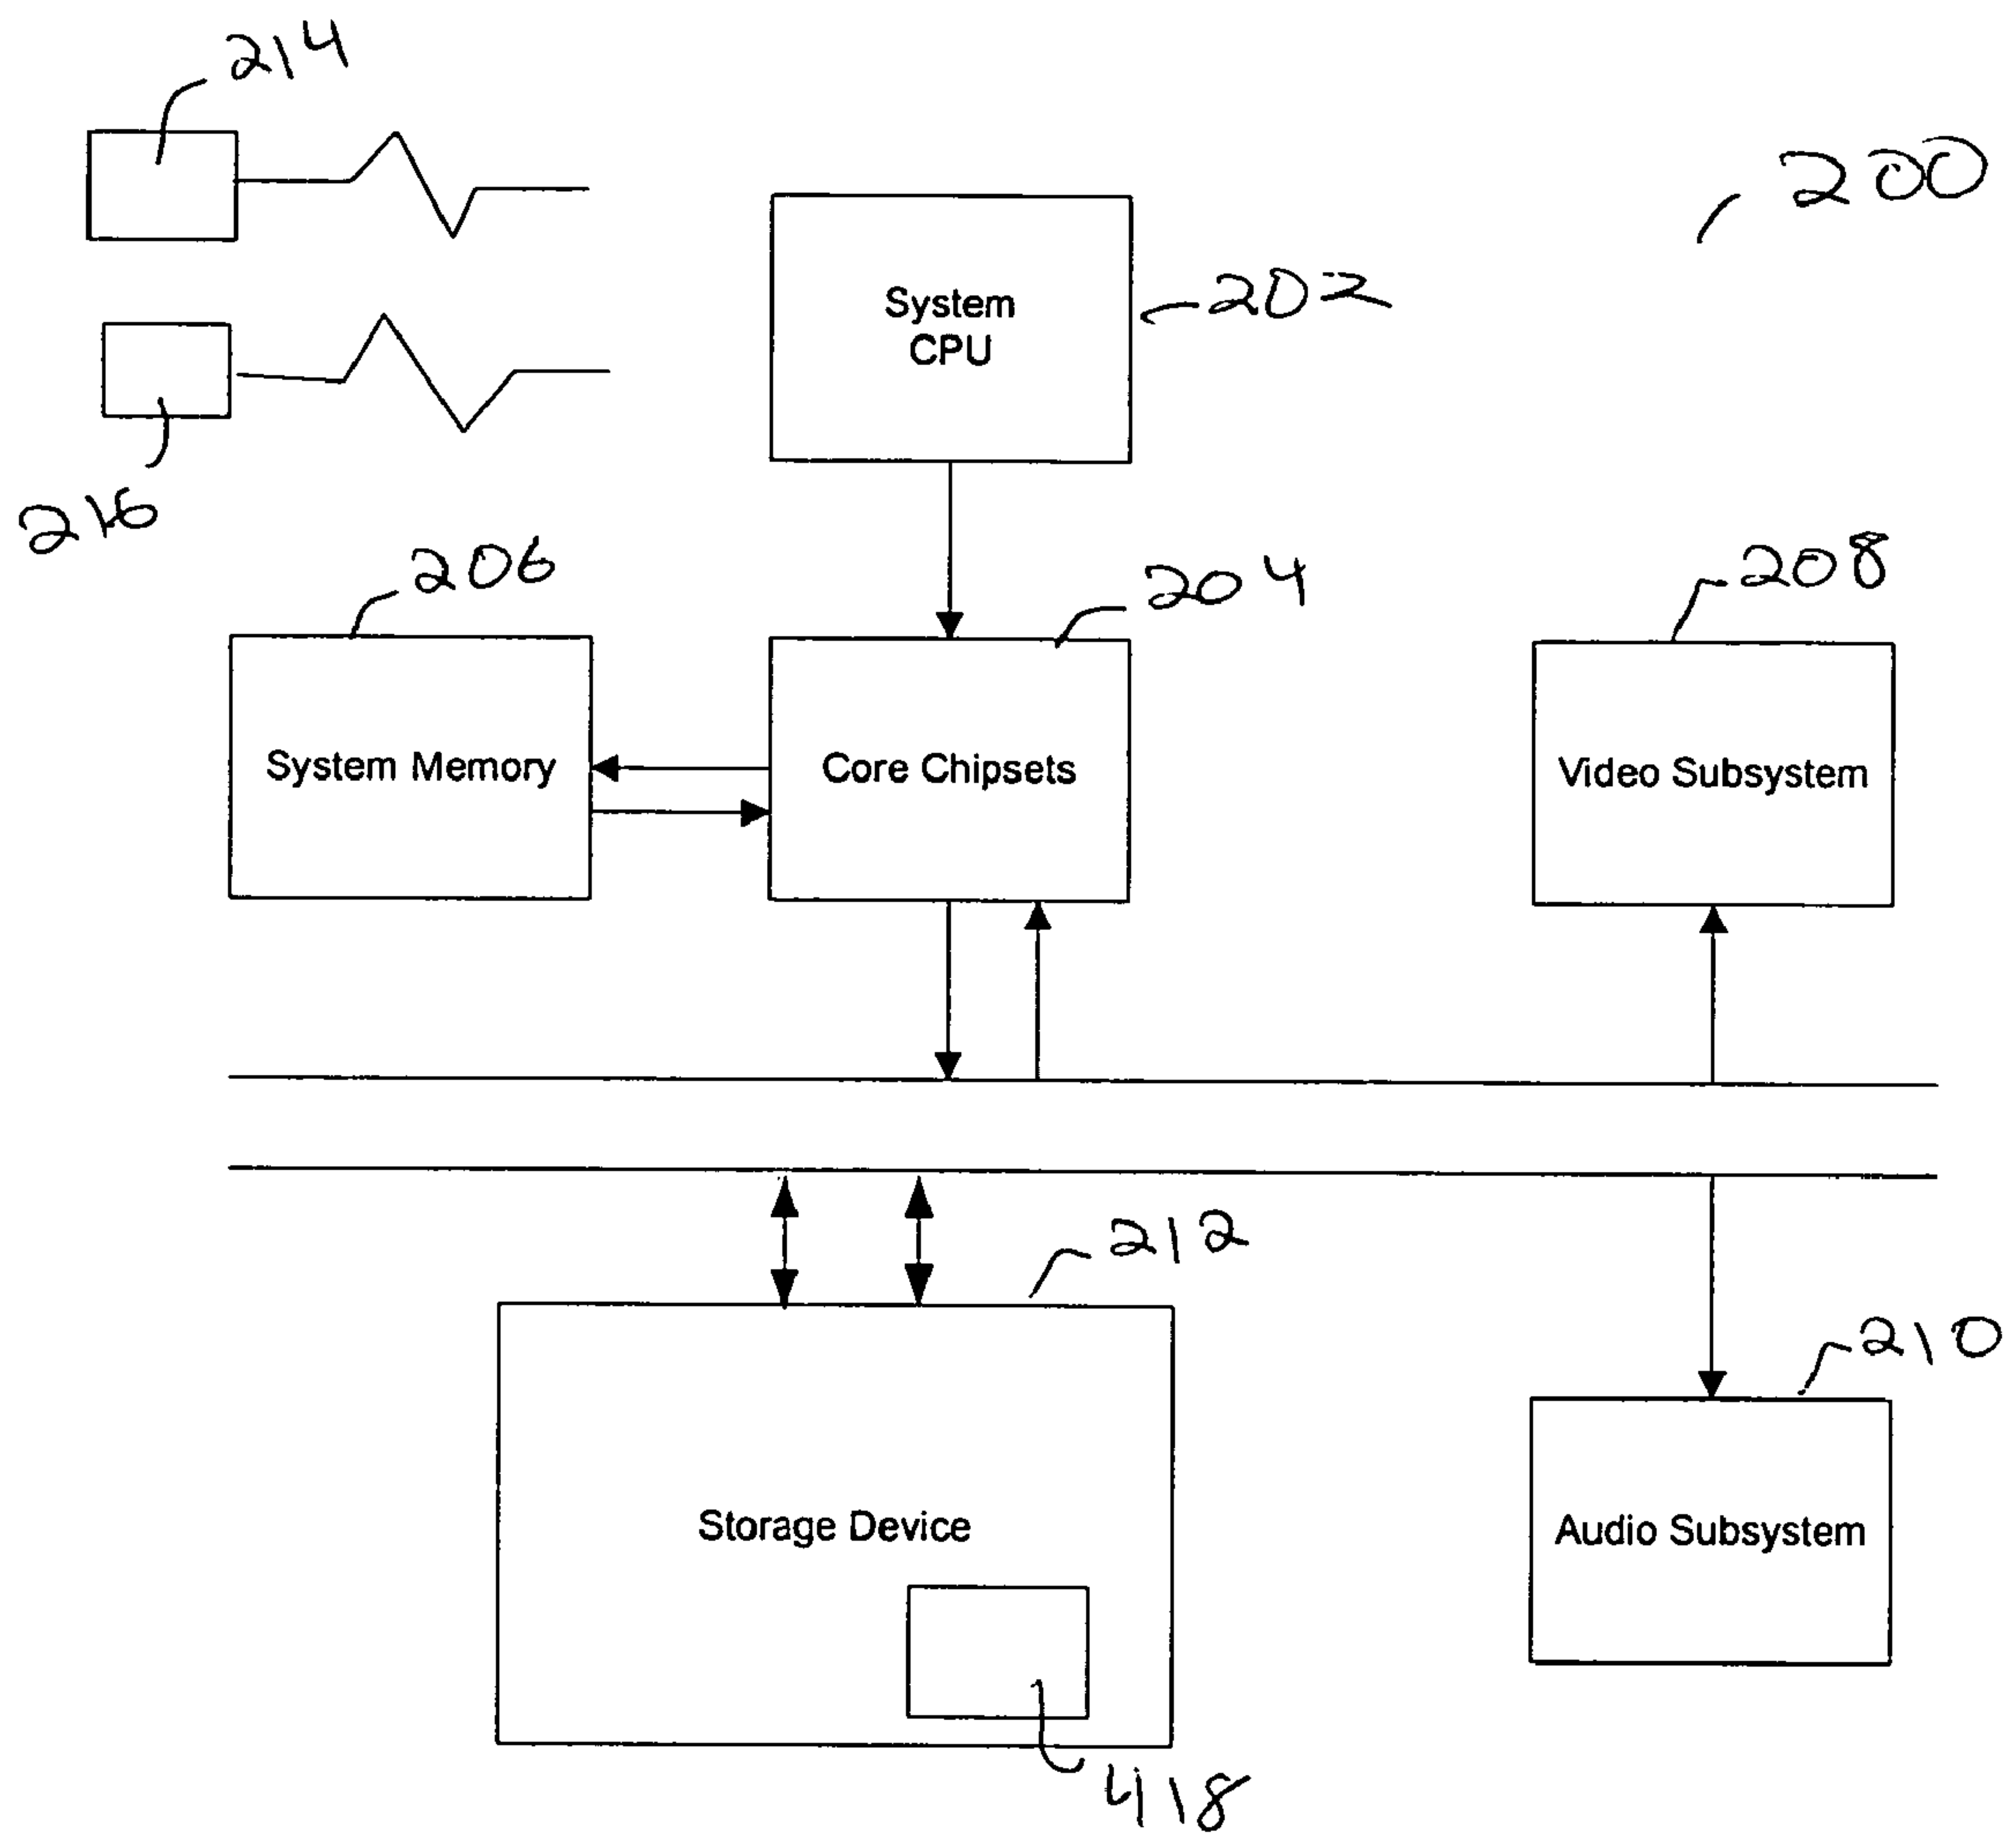 214
200
System
CPU
202
216
206
204
208
System Memory
Core Chipsets
Video Subsystem
212
210
Storage Device
Audio Subsystem
418